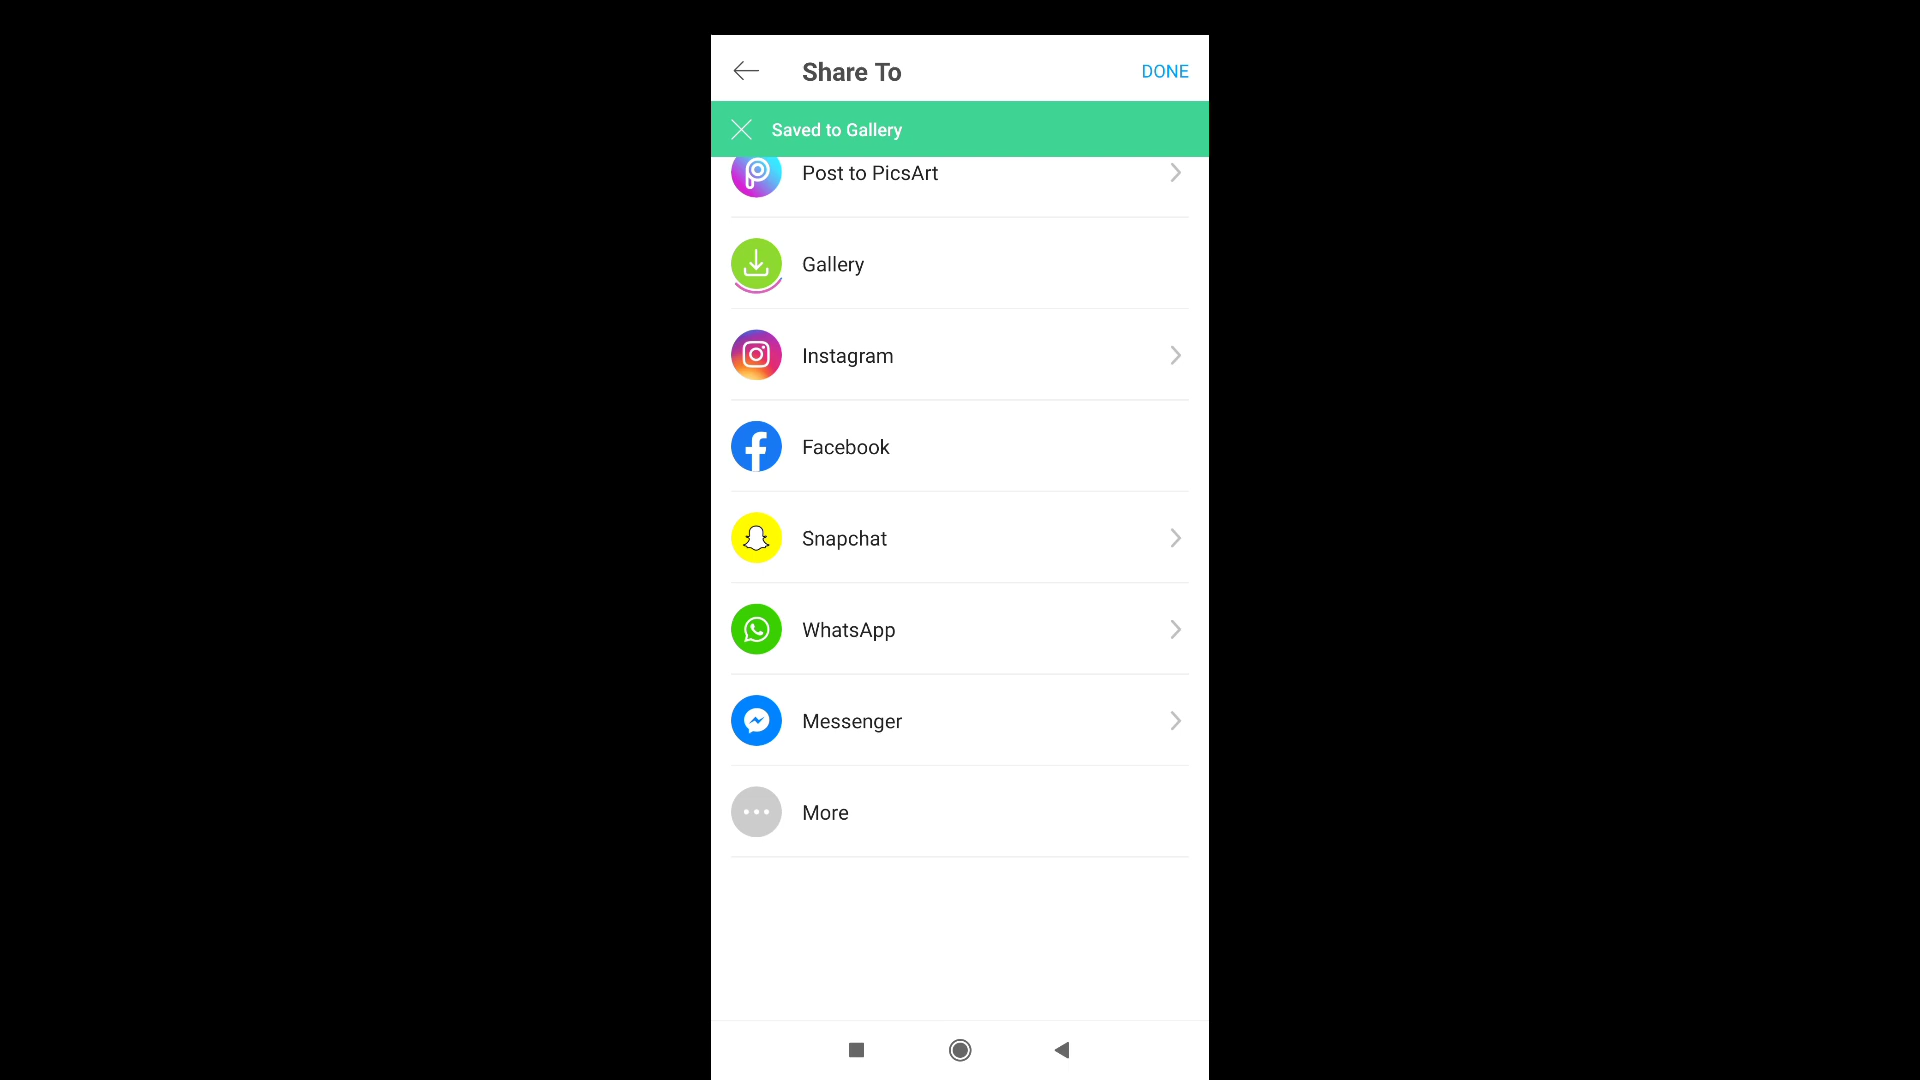 Share To
DONE
Saved to Gallery
Post to PicsArt
Gallery
Instagram
Facebook
Snapchat
WhatsApp
Messenger
More